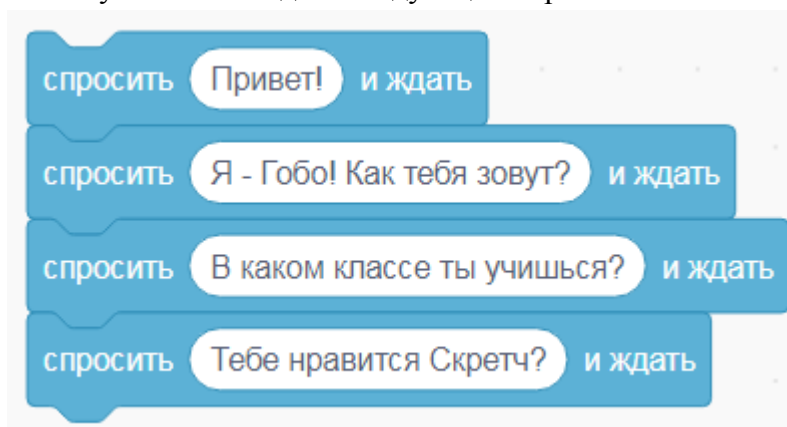 спросить Привет! и ждать
спросить Я - Гобо! Как тебя зовут? и ждать
спросить В каком классе ты учишься? и ждать
спросить Тебе нравится Скретч? и ждать